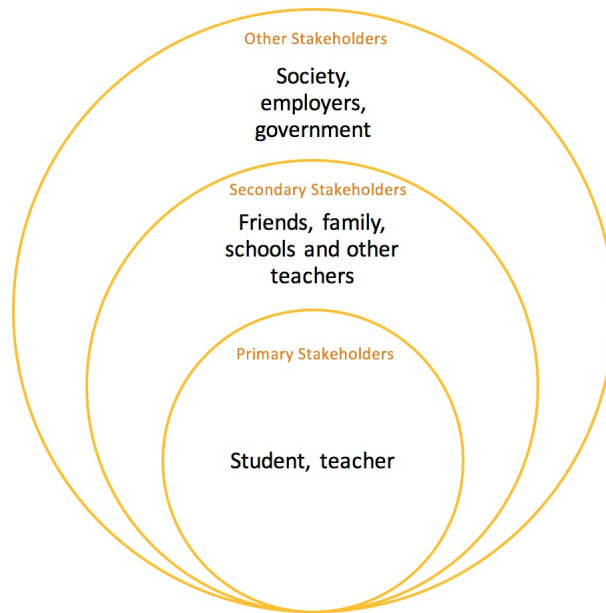 Other Stakeholders
Society,
employers,
government
Secondary Stakeholders
Friends, family,
schools and other
teachers
Primary Stakeholders
Student, teacher